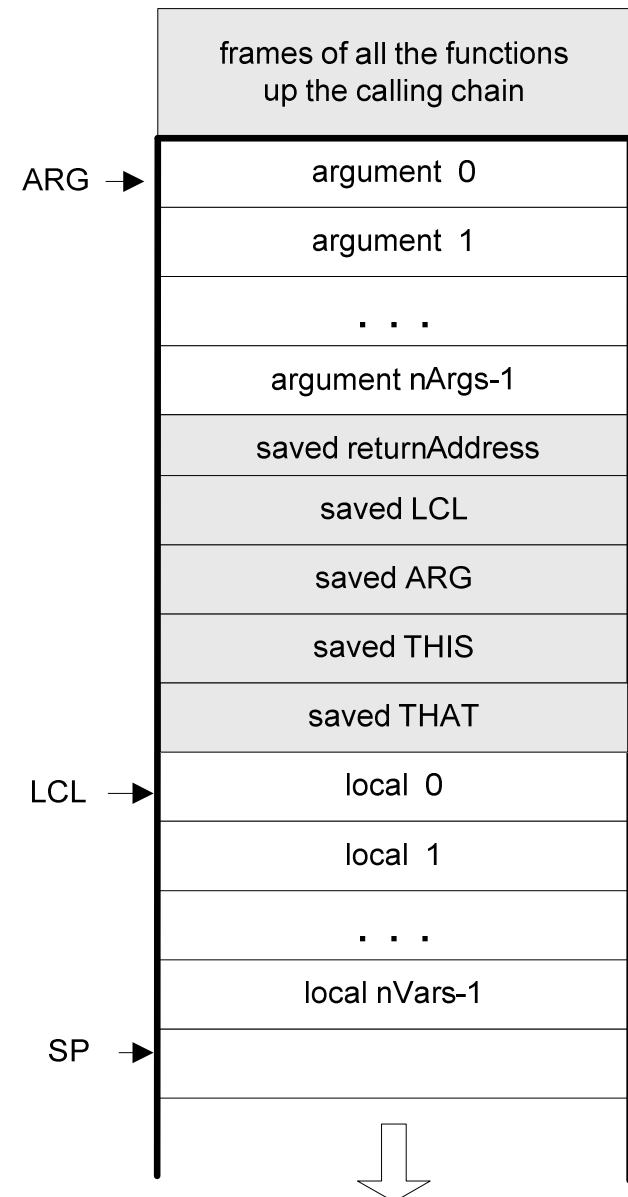 frames of all the functions
up the calling chain
ARG
argument 0
argument 1
. . .
argument nArgs-1
saved returnAddress
saved LCL
saved ARG
saved THIS
saved THAT
LCL
local 0
local 1
. . .
local nVars-1
SP